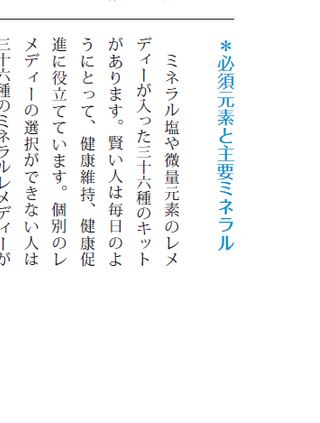 ＊必須元素と主要ミネラル
ミネラル塩や微量元素のレメ
ディーが入った三十六種のキット
があります。賢い人は毎日のよ
うにとって、健康維持、健康促
進に役立てています。個別のレ
メディーの選択ができない人は
三十六種のミネラルレメディーが